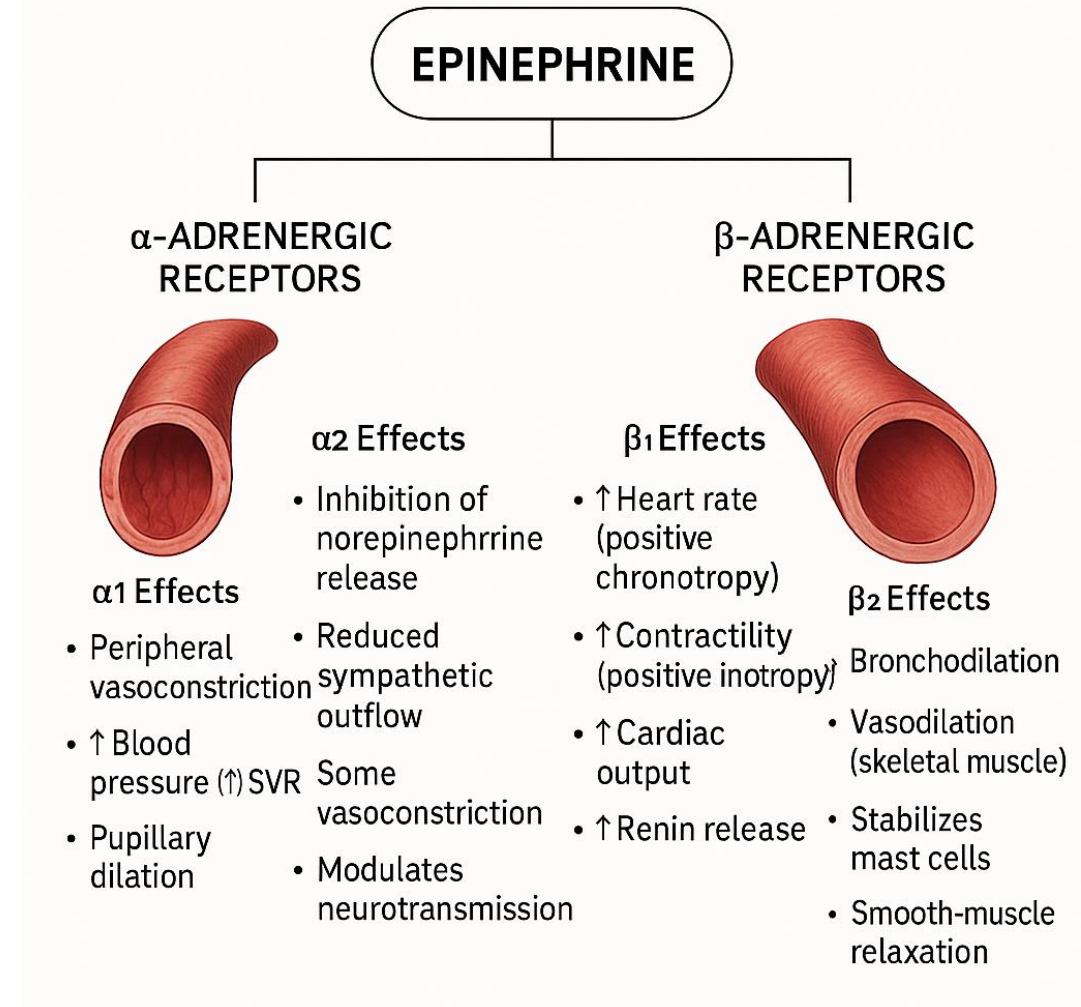 EPINEPHRINE
α-ADRENERGIC
RECEPTORS
α1 Effects
• Peripheral
vasoconstriction
• ↑ Blood
pressure (↑) SVR
• Pupillary
dilation
α2 Effects
• Inhibition of
norepinephrrine
release
• Reduced
sympathetic
outflow
Some
vasoconstriction
• Modulates
neurotransmission
β-ADRENERGIC
RECEPTORS
β₁ Effects
• ↑ Heart rate
(positive
chronotropy)
• ↑ Contractility
(positive inotropy)
• ↑ Cardiac
output
• ↑ Renin release
β₂ Effects
Bronchodilation
• Vasodilation
(skeletal muscle)
• Stabilizes
mast cells
• Smooth-muscle
relaxation